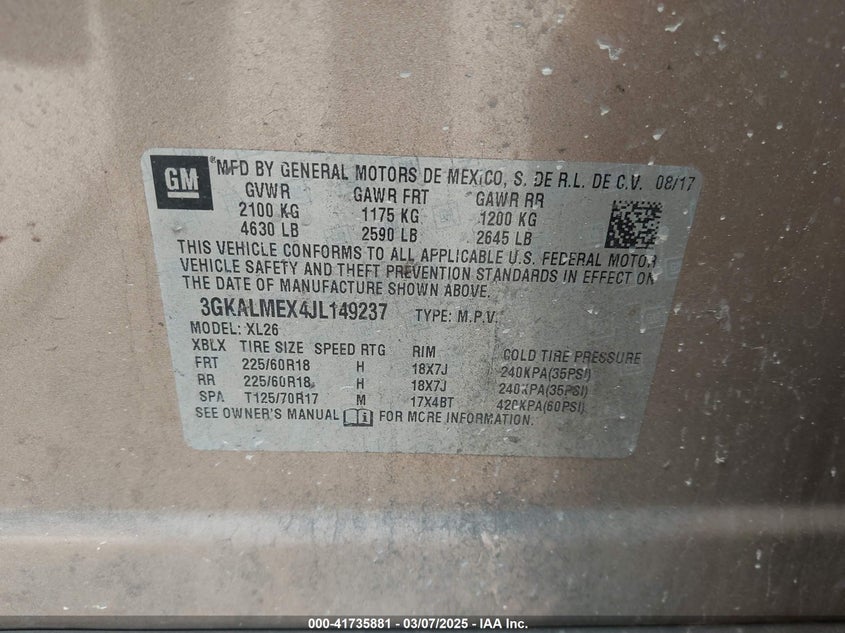 GM
®MFD BY GENERAL MOTORS DE MEXICO, S. DE R.L. DE C.V. 08/17
GVWR GAWR FRT GAWR RR
2100 KG 1175 KG 1200 KG
4630 LB 2590 LB 2645 LB
THIS VEHICLE CONFORMS TO ALL APPLICABLE U.S. FEDERAL MOTOR
VEHICLE SAFETY AND THEFT PREVENTION STANDARDS IN EFFECT ON
THE DATE OF MANUFACTURE SHOWN ABOVE.
3GKALMEX4JL149237 TYPE: M.P.V.
MODEL: XL26
XBLX TIRE SIZE SPEED RTG RIM COLD TIRE PRESSURE
FRT 225/60R18 H 18X7J 240KPA(35PSI)
RR 225/60R18 H 18X7J 240KPA(35PSI)
SPA T125/70R17 M 17X4BT 420KPA(60PSI)
SEE OWNER'S MANUAL i FOR MORE INFORMATION.
000-41735881 — 03/07/2025 — IAA Inc.